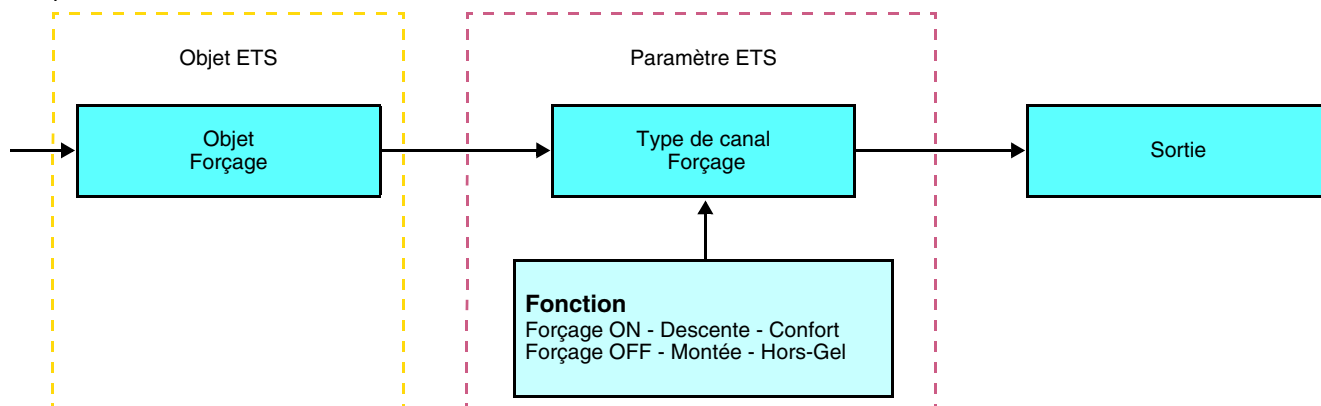 Objet ETS
Paramètre ETS
Objet
Forçage
Type de canal
Forçage
Sortie
Fonction
Forçage ON - Descente - Confort
Forçage OFF - Montée - Hors-Gel